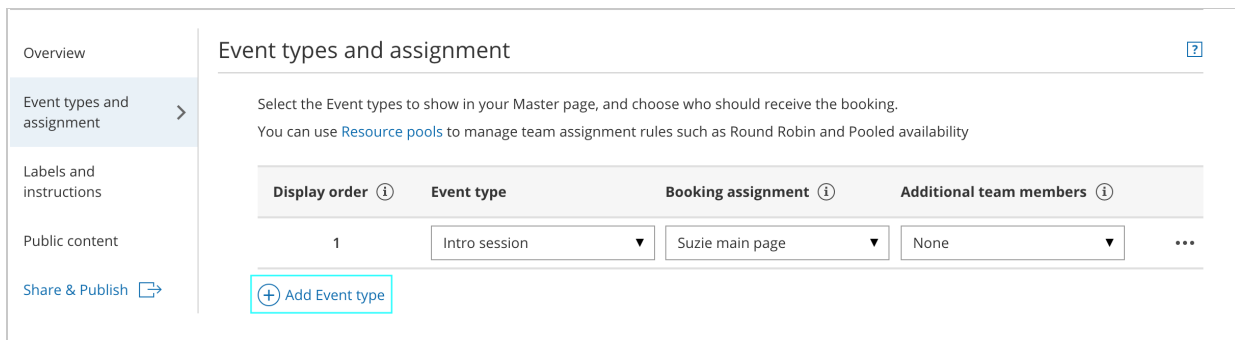 Overview
Event types and
assignment
Labels and
instructions
Public content
Share & Publish
Event types and assignment
?
Select the Event types to show in your Master page, and choose who should receive the booking.
You can use Resource pools to manage team assignment rules such as Round Robin and Pooled availability
Display order i Event type Booking assignment i Additional team members i
1 Intro session Suzie main page None
Add Event type